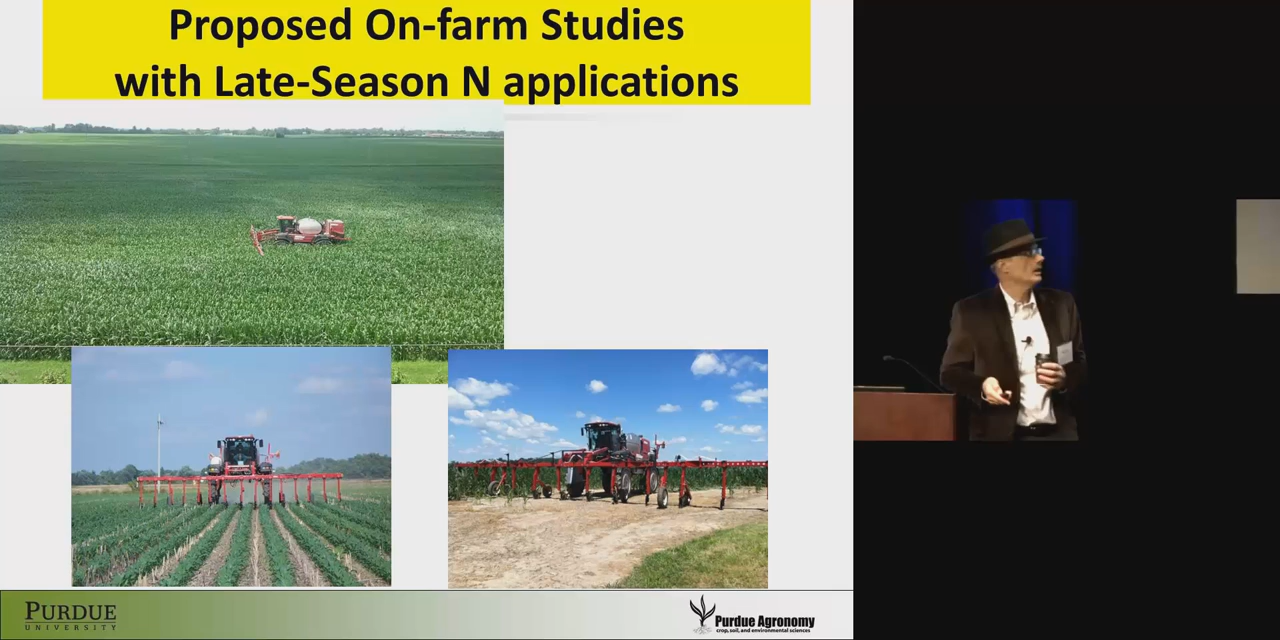 Proposed On-farm Studies
with Late-Season N applications
PURDUE
UNIVERSITY
Purdue Agronomy
crop, soil, and environmental sciences